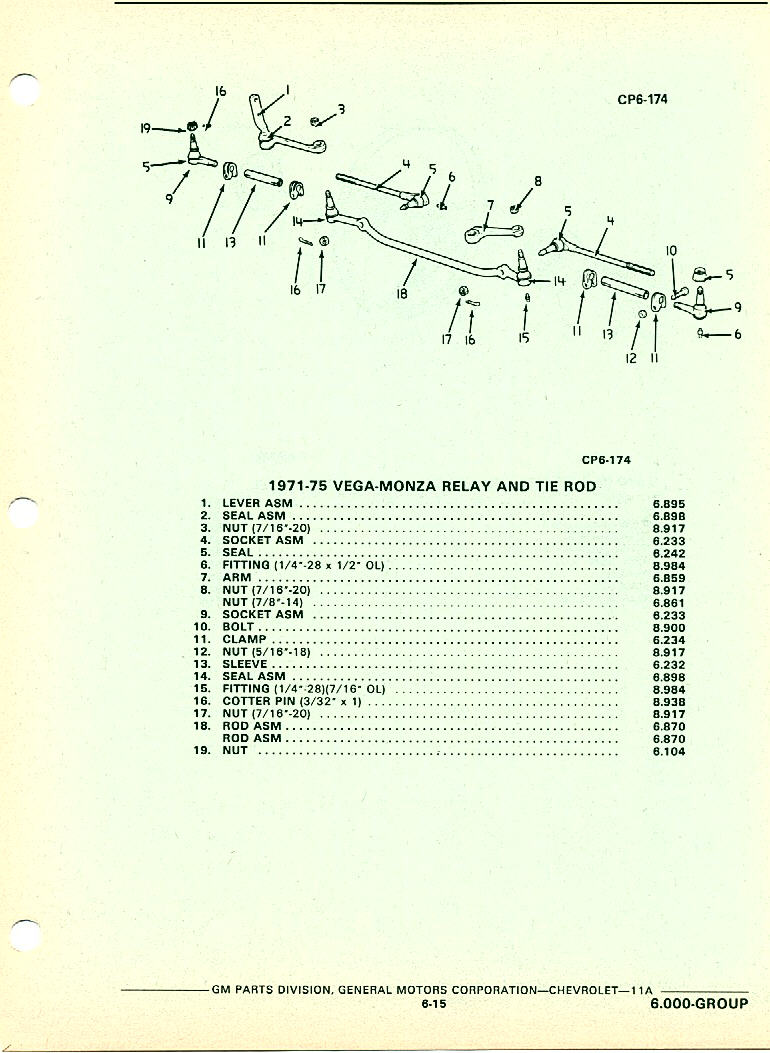 CP6-174
16
1
3
2
19
5
9
11
13
11
4
5
6
14
16
17
18
7
8
5
4
10
14
5
9
6
17
16
15
11
13
12
11
CP6-174
1971-75 VEGA-MONZA RELAY AND TIE ROD
1. LEVER ASM 6.895
2. SEAL ASM 6.898
3. NUT (7/16"-20) 8.917
4. SOCKET ASM 6.233
5. SEAL 6.242
6. FITTING (1/4"-28 x 1/2" OL) 8.984
7. ARM 6.859
8. NUT (7/16"-20) 8.917
NUT (7/8"-14) 6.861
9. SOCKET ASM 6.233
10. BOLT 8.900
11. CLAMP 6.234
12. NUT (5/16"-18) 8.917
13. SLEEVE 6.232
14. SEAL ASM 6.898
15. FITTING (1/4"-28)(7/16" OL) 8.984
16. COTTER PIN (3/32" x 1) 8.938
17. NUT (7/16"-20) 8.917
18. ROD ASM 6.870
ROD ASM 6.870
19. NUT 6.104
GM PARTS DIVISION, GENERAL MOTORS CORPORATION—CHEVROLET—11A
6-15
6.000-GROUP